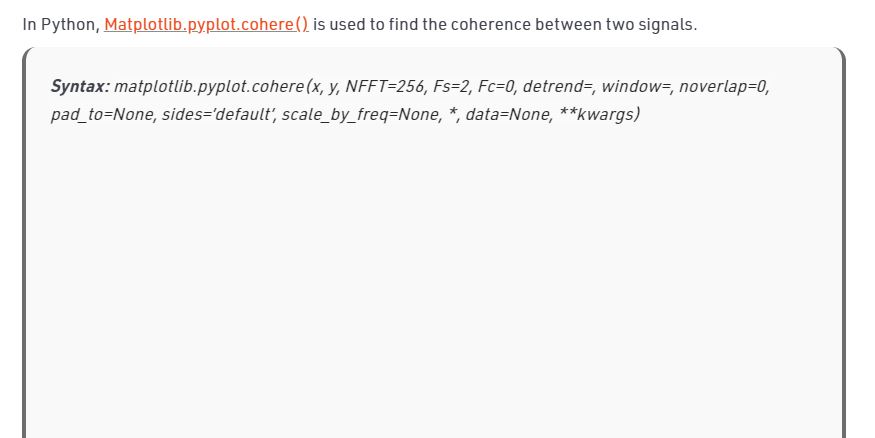 In Python, Matplotlib.pyplot.cohere() is used to find the coherence between two signals.
Syntax: matplotlib.pyplot.cohere(x, y, NFFT=256, Fs=2, Fc=0, detrend=, window=, noverlap=0,
pad_to=None, sides=’default’, scale_by_freq=None, *, data=None, **kwargs)